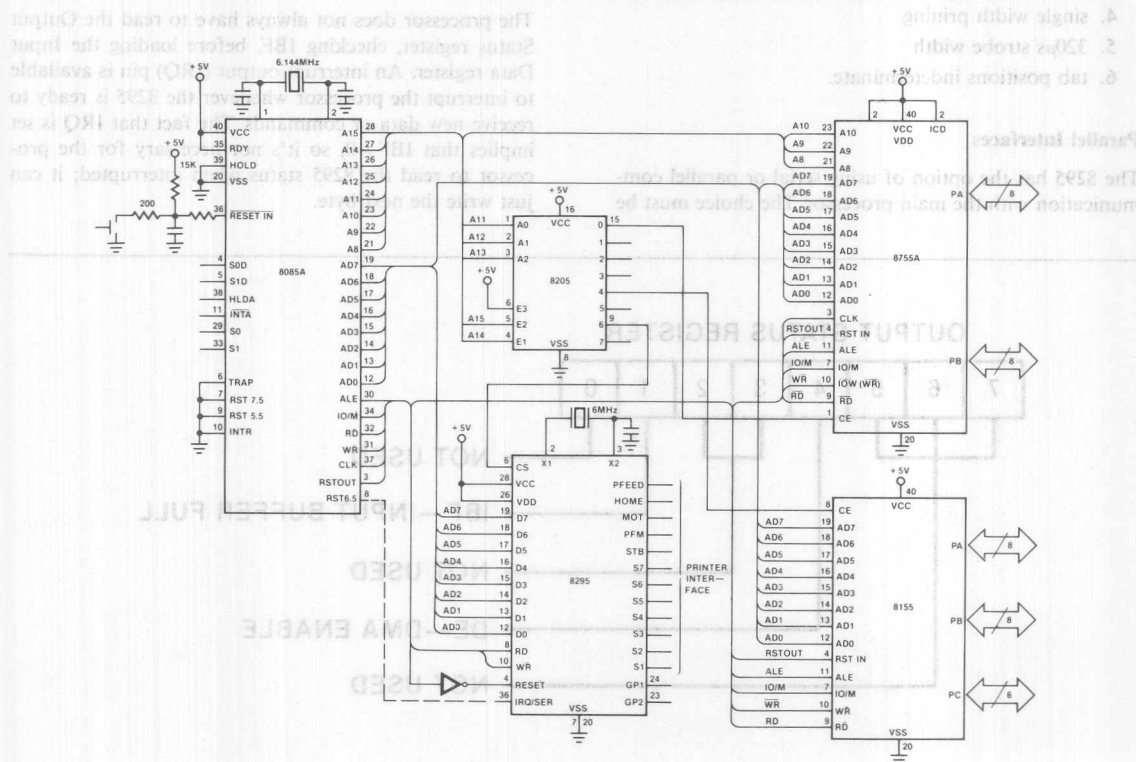 6.144MHz
+ 5V
1
2
40
VCC
35
RDY
39
HOLD
20
VSS
15K
200
36
RESET IN
4
S0D
5
S1D
38
HLDA
11
INTA
29
S0
33
S1
6
TRAP
7
RST 7.5
9
RST 5.5
10
INTR
8085A
A15
28
27
A13
26
A12
25
A11
24
A10
23
A9
22
A8
21
AD7
19
AD6
18
AD5
17
AD4
16
AD3
15
AD2
14
AD1
13
AD0
12
ALE
30
IO/M
34
RD
32
WR
31
CLK
37
RSTOUT
3
RST6.5
8
+ 5V
16
VCC
A11
1
A0
A12
2
A1
A13
3
A2
+ 5V
6
E3
A15
5
E2
A14
4
E1
8205
VSS
8
15
0
1
2
3
4
5
9
6
7
6MHz
+ 5V
2
X1
3
X2
6
CS
28
VCC
26
VDD
AD7
19
D7
AD6
18
D6
AD5
17
D5
AD4
16
D4
AD3
15
D3
AD2
14
D2
AD1
13
D1
AD3
12
D0
8
RD
10
WR
4
RESET
36
IRQ/SER
8295
VSS
7
20
PFEED
HOME
MOT
PFM
STB
S7
S6
S5
S4
S3
S2
S1
GP1
24
GP2
23
PRINTER
INTER—
FACE
+ 5V
2
40
2
VCC
VDD
ICD
A10
23
A10
A9
22
A9
A8
21
A8
AD7
19
AD7
AD6
18
AD6
AD5
17
AD5
AD4
16
AD4
AD3
15
AD3
AD2
14
AD2
AD1
13
AD1
AD0
12
AD0
3
CLK
RSTOUT
4
RST IN
ALE
11
ALE
IO/M
7
IO/M
WR
10
IOW (WR)
RD
9
RD
1
CE
8755A
VSS
20
PA
8
PB
8
+ 5V
40
VCC
8
CE
AD7
19
AD7
AD6
18
AD6
AD5
17
AD5
AD4
16
AD4
AD3
15
AD3
AD2
14
AD2
AD1
13
AD1
AD0
12
AD0
RSTOUT
4
RST IN
ALE
11
ALE
IO/M
7
IO/M
WR
10
WR
RD
9
RD
8155
VSS
20
PA
8
PB
8
PC
6
4. single width printing
5. 320μs strobe width
6. tab positions indeterminate.
Parallel Interfaces
The 8295 has the option of using serial or parallel com-
munication with the main processor. The choice must be
The processor does not always have to read the Output
Status register, checking IBF, before loading the Input
Data register. An interrupt output (IRQ) pin is available
to interrupt the processor whenever the 8295 is ready to
receive new data or commands. The fact that IRQ is set
implies that IBF=0, so it's not necessary for the pro-
cessor to read the 8295 status when interrupted; it can
just write the next byte.
OUTPUT STATUS REGISTER
7 6 5 4 3 2 1 0
NOT USED
IBF—INPUT BUFFER FULL
NOT USED
DE—DMA ENABLE
NOT USED